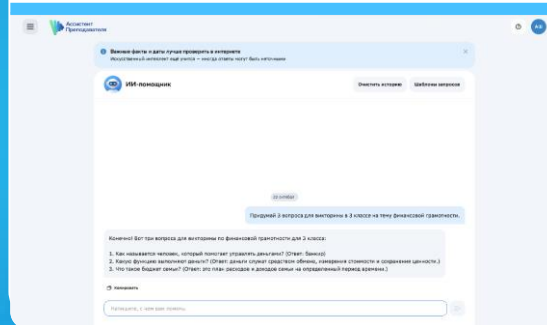 Ассистент
Преподавателя
Важные факты и даты лучше проверять в интернете
Искусственный интеллект ещё учится — иногда ответы могут быть неточными
ИИ-помощник
Очистить историю
Шаблоны запросов
Придумай 3 вопроса для викторины в 3 классе на тему финансовой грамотности.
Конечно! Вот три вопроса для викторины по финансовой грамотности для 3 класса:
1. Как называется человек, который помогает управлять деньгами? (Ответ: банкир)
2. Какую функцию выполняют деньги? (Ответ: деньги служат средством обмена, измерения стоимости и сохранения ценности.)
3. Что такое бюджет семьи? (Ответ: это план расходов и доходов семьи на определенный период времени.)
Копировать
Напишите, с чем вам помочь